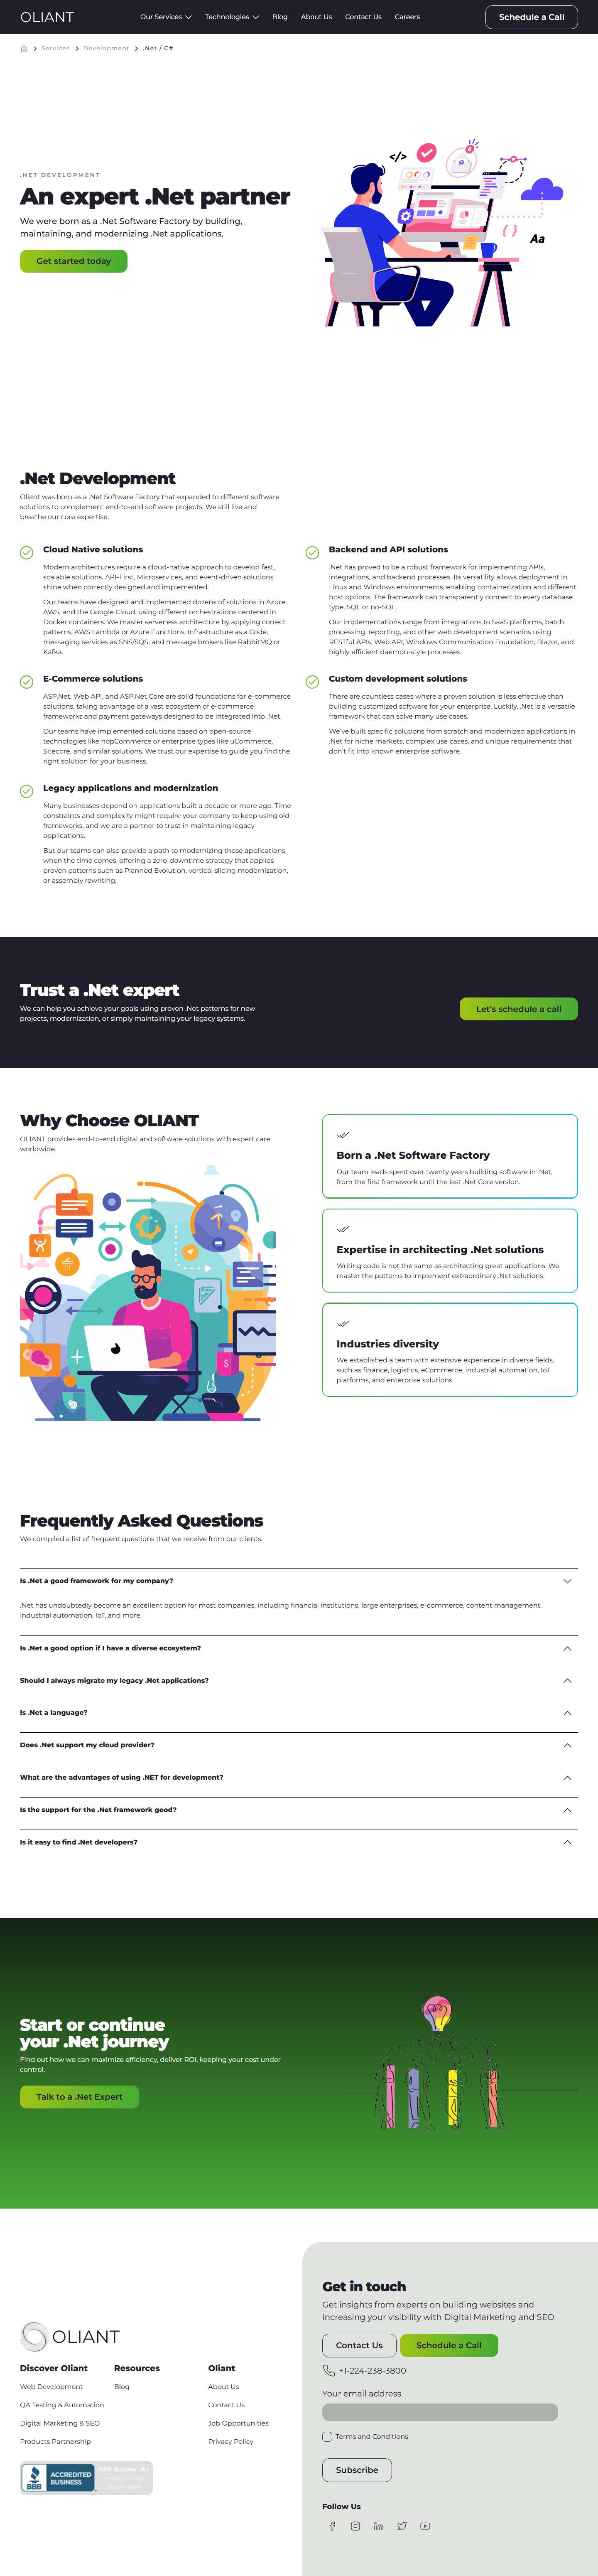 OLIANT
Our Services
Technologies
Blog
About Us
Contact Us
Careers
Schedule a Call
Services
Development
.Net / C#
.NET DEVELOPMENT
An expert .Net partner
We were born as a .Net Software Factory by building,
maintaining, and modernizing .Net applications.
Get started today
</>
{ }
Aa
.Net Development
Oliant was born as a .Net Software Factory that expanded to different software
solutions to complement end-to-end software projects. We still live and
breathe our core expertise.
Cloud Native solutions
Modern architectures require a cloud-native approach to develop fast,
scalable solutions. API-First, Microservices, and event-driven solutions
shine when correctly designed and implemented.
Our teams have designed and implemented dozens of solutions in Azure,
AWS, and the Google Cloud, using different orchestrations centered in
Docker containers. We master serverless architecture by applying correct
patterns, AWS Lambda or Azure Functions, Infrastructure as a Code,
messaging services as SNS/SQS, and message brokers like RabbitMQ or
Kafka.
Backend and API solutions
.Net has proved to be a robust framework for implementing APIs,
integrations, and backend processes. Its versatility allows deployment in
Linux and Windows environments, enabling containerization and different
host options. The framework can transparently connect to every database
type, SQL or no-SQL.
Our implementations range from integrations to SaaS platforms, batch
processing, reporting, and other web development scenarios using
RESTful APIs, Web API, Windows Communication Foundation, Blazor, and
highly efficient daemon-style processes.
E-Commerce solutions
ASP.Net, Web API, and ASP.Net Core are solid foundations for e-commerce
solutions, taking advantage of a vast ecosystem of e-commerce
frameworks and payment gateways designed to be integrated into .Net.
Our teams have implemented solutions based on open-source
technologies like nopCommerce or enterprise types like uCommerce,
Sitecore, and similar solutions. We trust our expertise to guide you find the
right solution for your business.
Custom development solutions
There are countless cases where a proven solution is less effective than
building customized software for your enterprise. Luckily, .Net is a versatile
framework that can solve many use cases.
We've built specific solutions from scratch and modernized applications in
.Net for niche markets, complex use cases, and unique requirements that
don't fit into known enterprise software.
Legacy applications and modernization
Many businesses depend on applications built a decade or more ago. Time
constraints and complexity might require your company to keep using old
frameworks, and we are a partner to trust in maintaining legacy
applications.
But our teams can also provide a path to modernizing those applications
when the time comes, offering a zero-downtime strategy that applies
proven patterns such as Planned Evolution, vertical slicing modernization,
or assembly rewriting.
Trust a .Net expert
We can help you achieve your goals using proven .Net patterns for new
projects, modernization, or simply maintaining your legacy systems.
Let's schedule a call
Why Choose OLIANT
OLIANT provides end-to-end digital and software solutions with expert care
worldwide.
Born a .Net Software Factory
Our team leads spent over twenty years building software in .Net,
from the first framework until the last .Net Core version.
Expertise in architecting .Net solutions
Writing code is not the same as architecting great applications. We
master the patterns to implement extraordinary .Net solutions.
Industries diversity
We established a team with extensive experience in diverse fields,
such as finance, logistics, eCommerce, industrial automation, IoT
platforms, and enterprise solutions.
$
Frequently Asked Questions
We compiled a list of frequent questions that we receive from our clients.
Is .Net a good framework for my company?
.Net has undoubtedly become an excellent option for most companies, including financial institutions, large enterprises, e-commerce, content management,
industrial automation, IoT, and more.
Is .Net a good option if I have a diverse ecosystem?
Should I always migrate my legacy .Net applications?
Is .Net a language?
Does .Net support my cloud provider?
What are the advantages of using .NET for development?
Is the support for the .Net framework good?
Is it easy to find .Net developers?
Start or continue
your .Net journey
Find out how we can maximize efficiency, deliver ROI, keeping your cost under
control.
Talk to a .Net Expert
Get in touch
Get insights from experts on building websites and
increasing your visibility with Digital Marketing and SEO
Contact Us
Schedule a Call
+1-224-238-3800
Your email address
Terms and Conditions
Subscribe
Follow Us
OLIANT
Discover Oliant
Web Development
QA Testing & Automation
Digital Marketing & SEO
Products Partnership
Resources
Blog
Oliant
About Us
Contact Us
Job Opportunities
Privacy Policy
BBB
ACCREDITED
BUSINESS
BBB Rating: A+